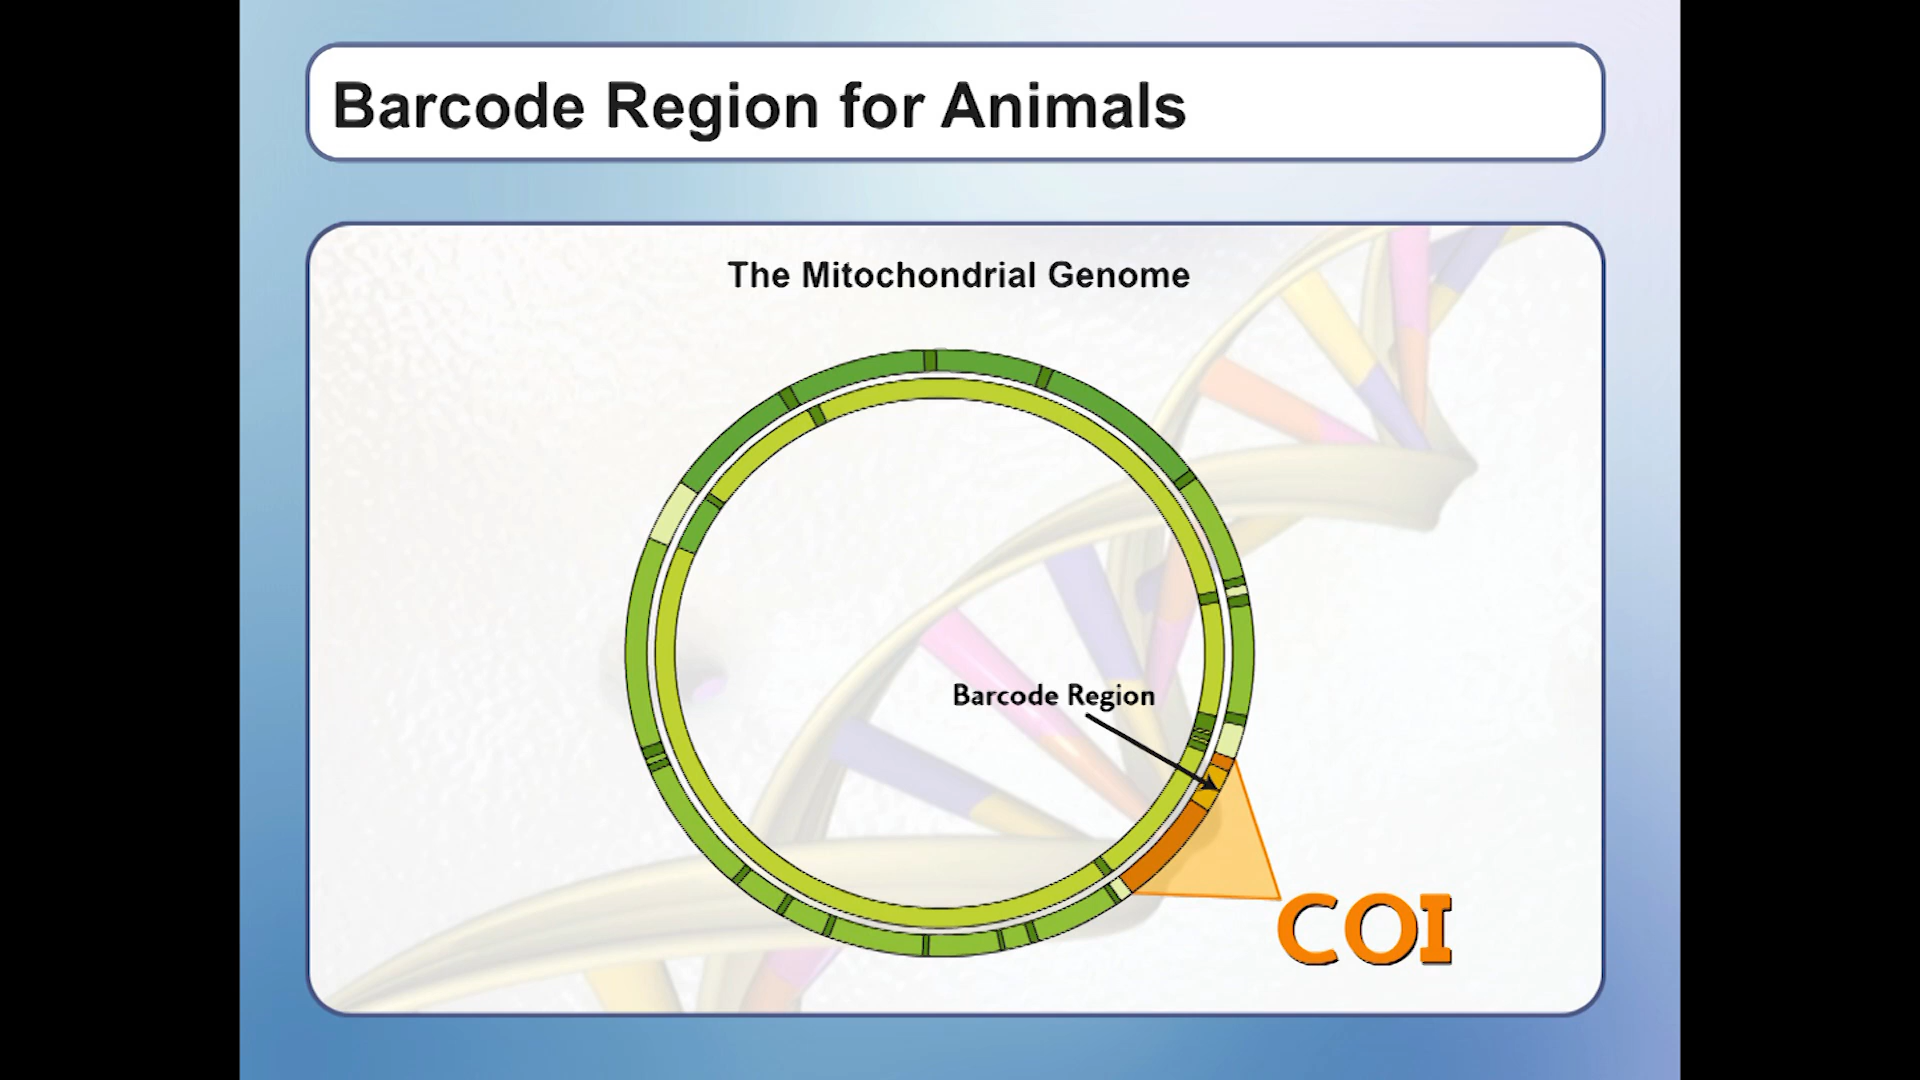 Barcode Region for Animals
The Mitochondrial Genome
Barcode Region
COI